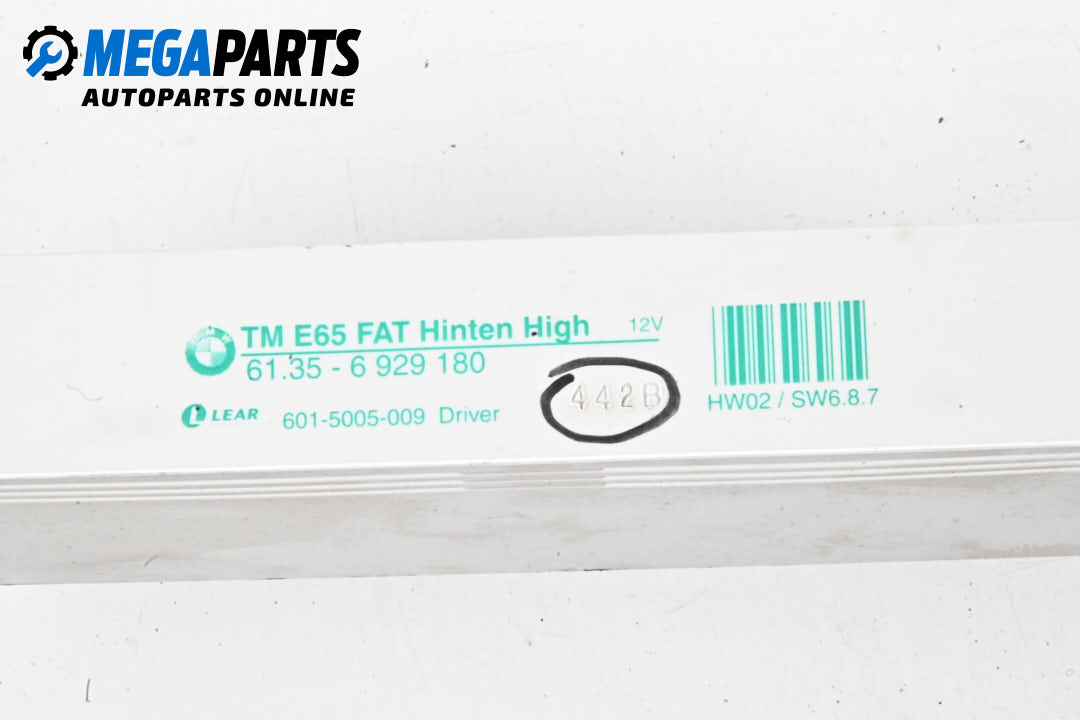 MEGAPARTS
AUTOPARTS ONLINE
TM E65 FAT Hinten High 12V
61.35 - 6 929 180
LEAR 601-5005-009 Driver
442B
HW02 / SW6.8.7